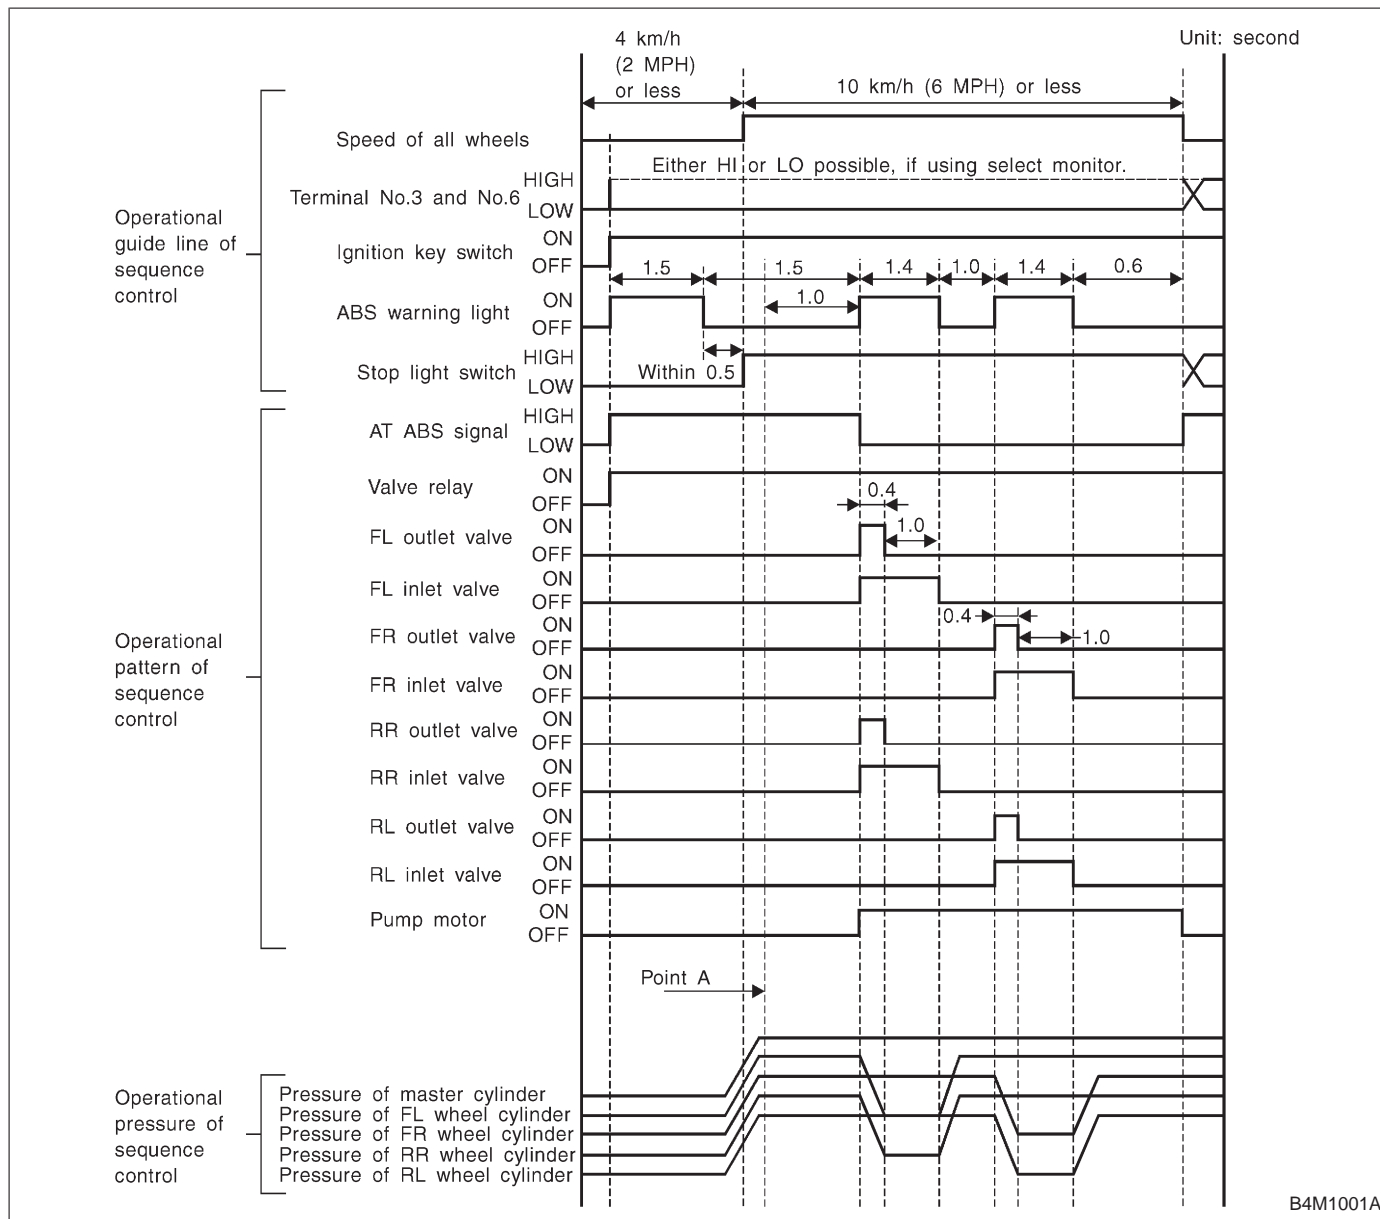 4 km/h
(2 MPH)
or less
Unit: second
10 km/h (6 MPH) or less
Speed of all wheels
Either HI or LO possible, if using select monitor.
HIGH
Terminal No.3 and No.6
LOW
Operational
guide line of
sequence
control
ON
Ignition key switch
OFF
1.5
1.5
1.4
1.0
1.4
0.6
1.0
ON
ABS warning light
OFF
HIGH
Stop light switch
Within 0.5
LOW
HIGH
AT ABS signal
LOW
ON
Valve relay
OFF
0.4
ON
FL outlet valve
1.0
OFF
ON
FL inlet valve
OFF
0.4
ON
FR outlet valve
1.0
OFF
Operational
pattern of
sequence
control
ON
FR inlet valve
OFF
ON
RR outlet valve
OFF
ON
RR inlet valve
OFF
ON
RL outlet valve
OFF
ON
RL inlet valve
OFF
ON
Pump motor
OFF
Point A
Operational
pressure of
sequence
control
Pressure of master cylinder
Pressure of FL wheel cylinder
Pressure of FR wheel cylinder
Pressure of RR wheel cylinder
Pressure of RL wheel cylinder
B4M1001A